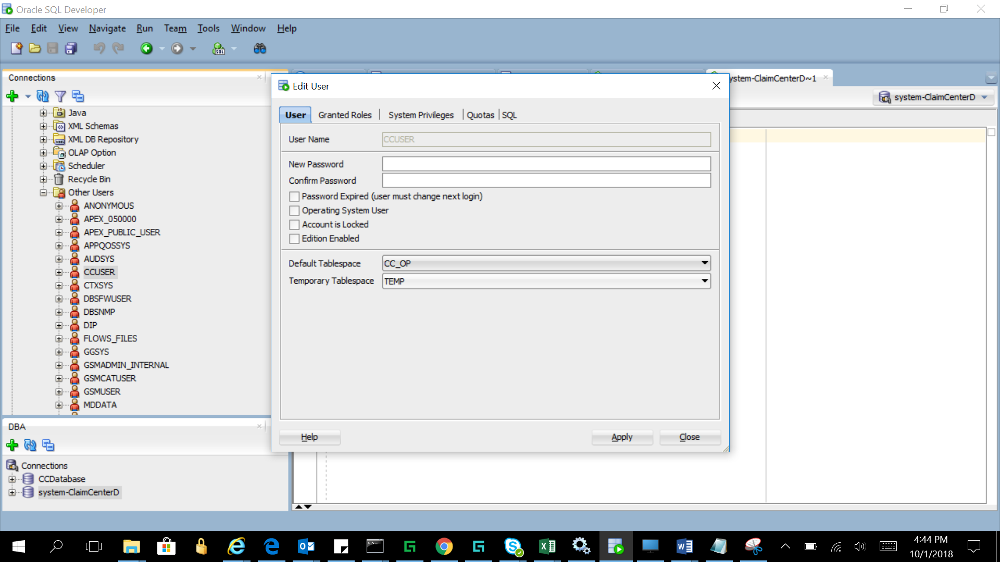 Oracle SQL Developer
File Edit View Navigate Run Team Tools Window Help
Connections
ystem-ClaimCenterD~1
system-ClaimCenterD
Java
XML Schemas
XML DB Repository
OLAP Option
Scheduler
Recycle Bin
Other Users
ANONYMOUS
APEX_050000
APEX_PUBLIC_USER
APPQOSSYS
AUDSYS
CCUSER
CTXSYS
DBSFWUSER
DBSNMP
DIP
FLOWS_FILES
GGSYS
GSMADMIN_INTERNAL
GSMCATUSER
GSMUSER
MDDATA
DBA
Connections
CCDatabase
system-ClaimCenterD
Edit User
User Granted Roles System Privileges Quotas SQL
User Name CCUSER
New Password
Confirm Password
Password Expired (user must change next login)
Operating System User
Account is Locked
Edition Enabled
Default Tablespace CC_OP
Temporary Tablespace TEMP
Help Apply Close
4:44 PM
10/1/2018